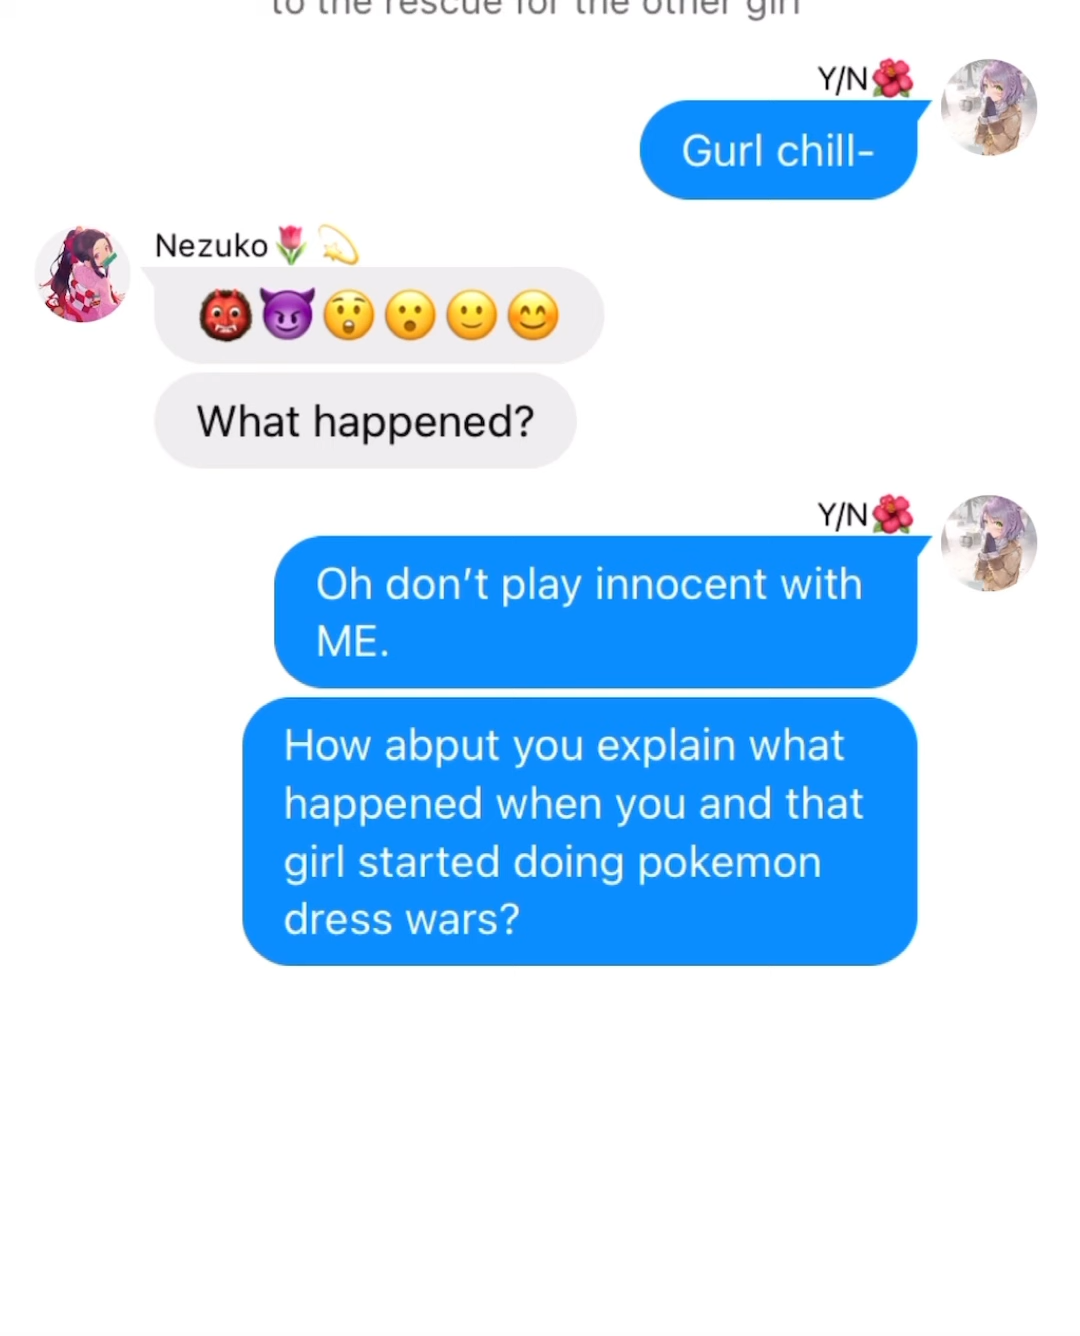 to the rescue for the other girl
Y/N🌺
Gurl chill-
Nezuko🌷💫
👹😈😲😯🙂😊
What happened?
Y/N🌺
Oh don't play innocent with
ME.
How abput you explain what
happened when you and that
girl started doing pokemon
dress wars?